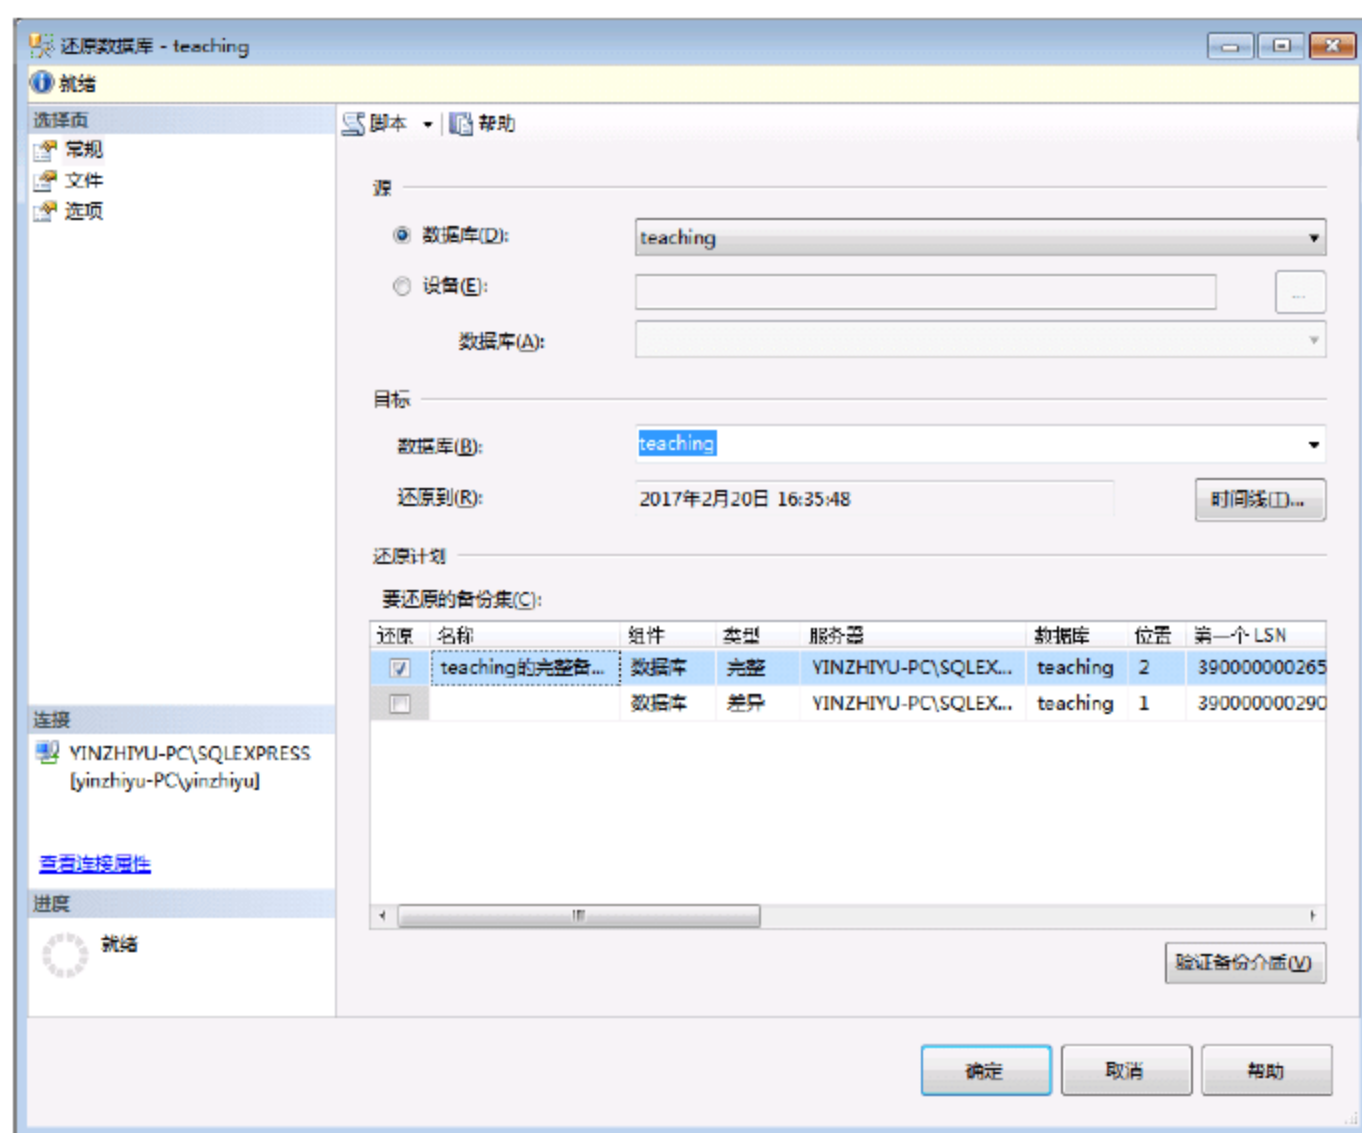 还原数据库 - teaching
就绪
选择页
常规
文件
选项
脚本 帮助
源
数据库(D): teaching
设备(E): ...
数据库(A):
目标
数据库(B): teaching
还原到(R): 2017年2月20日 16:35:48 时间线(T)...
还原计划
要还原的备份集(C):
还原 名称 组件 类型 服务器 数据库 位置 第一个 LSN
teaching的完整备... 数据库 完整 YINZHIYU-PC\SQLEX... teaching 2 390000000265
数据库 差异 YINZHIYU-PC\SQLEX... teaching 1 390000000290
连接
YINZHIYU-PC\SQLEXPRESS
[yinzhiyu-PC\yinzhiyu]
查看连接属性
进度
就绪
验证备份介质(V)
确定 取消 帮助